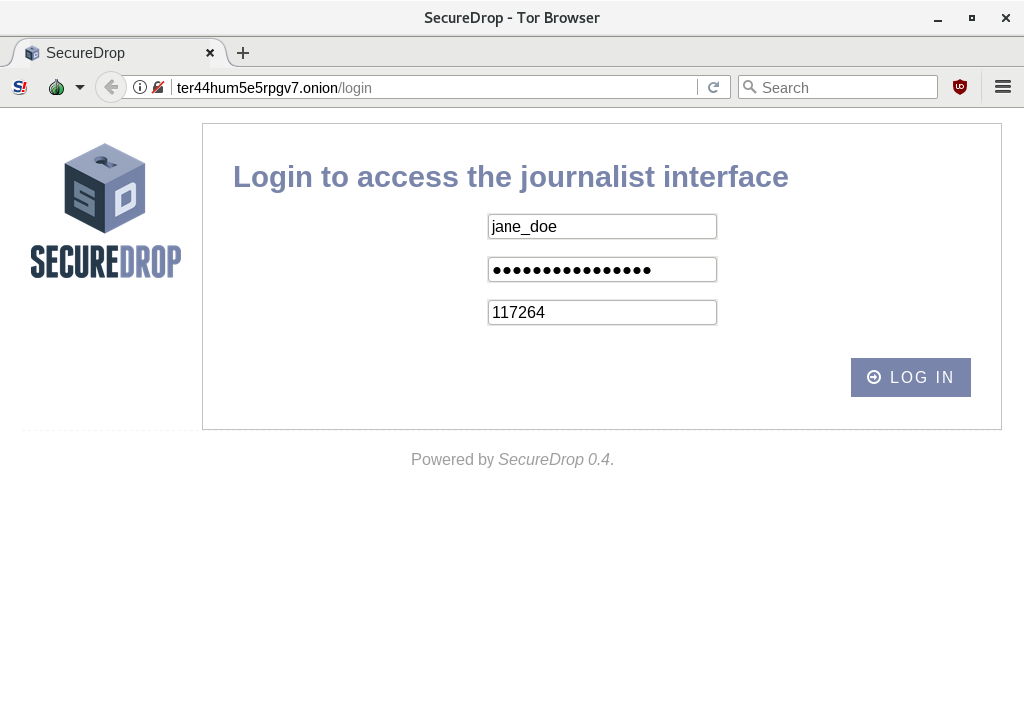 SecureDrop - Tor Browser
SecureDrop
S!
ter44hum5e5rpgv7.onion/login
Search
SD
SECUREDROP
Login to access the journalist interface
jane_doe
●●●●●●●●●●●●●●●●
117264
LOG IN
Powered by SecureDrop 0.4.